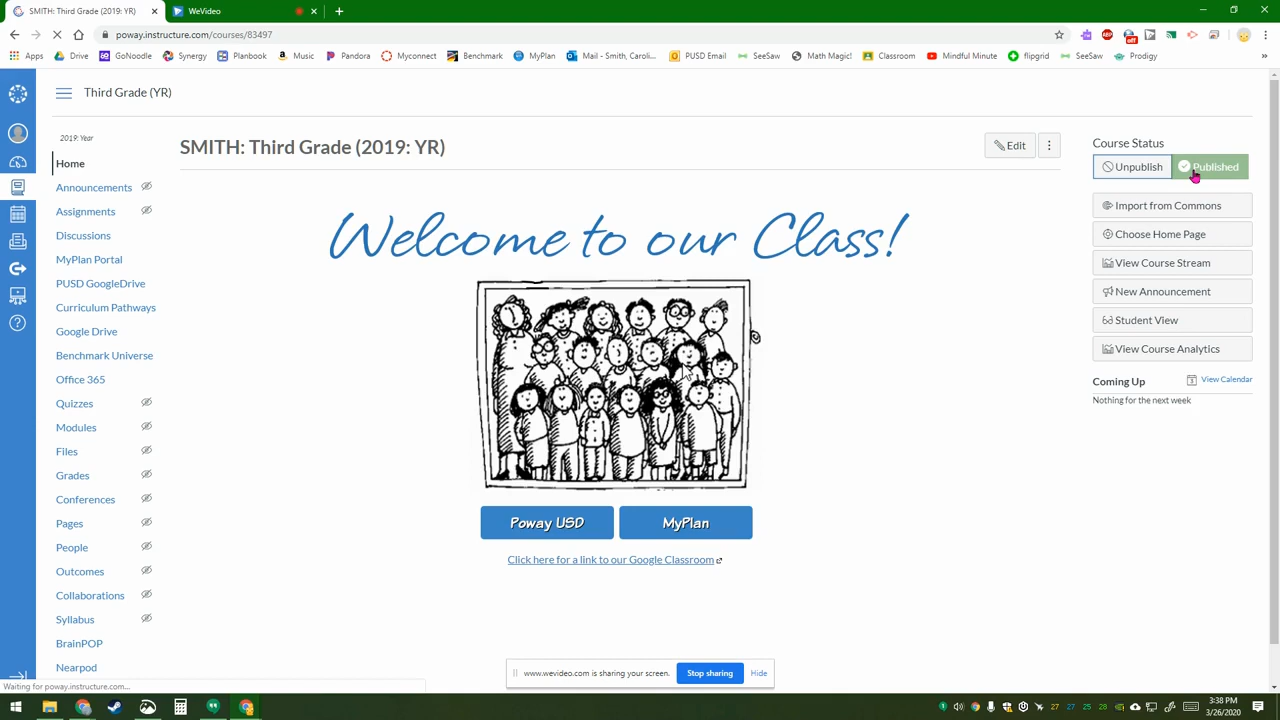 SMITH: Third Grade (2019: YR)
WeVideo
poway.instructure.com/courses/83497
Apps Drive GoNoodle Synergy Planbook Music Pandora Myconnect Benchmark MyPlan Mail - Smith, Caroli... PUSD Email SeeSaw Math Magic! Classroom Mindful Minute flipgrid SeeSaw Prodigy
off
Third Grade (YR)
2019: Year
Home
Announcements
Assignments
Discussions
MyPlan Portal
PUSD GoogleDrive
Curriculum Pathways
Google Drive
Benchmark Universe
Office 365
Quizzes
Modules
Files
Grades
Conferences
Pages
People
Outcomes
Collaborations
Syllabus
BrainPOP
Nearpod
SMITH: Third Grade (2019: YR)
Edit
Welcome to our Class!
Poway USD
MyPlan
Click here for a link to our Google Classroom
Course Status
Unpublish
Published
Import from Commons
Choose Home Page
View Course Stream
New Announcement
Student View
View Course Analytics
Coming Up
View Calendar
Nothing for the next week
www.wevideo.com is sharing your screen.
Stop sharing
Hide
Waiting for poway.instructure.com...
27 27 25 28
3:38 PM
3/26/2020